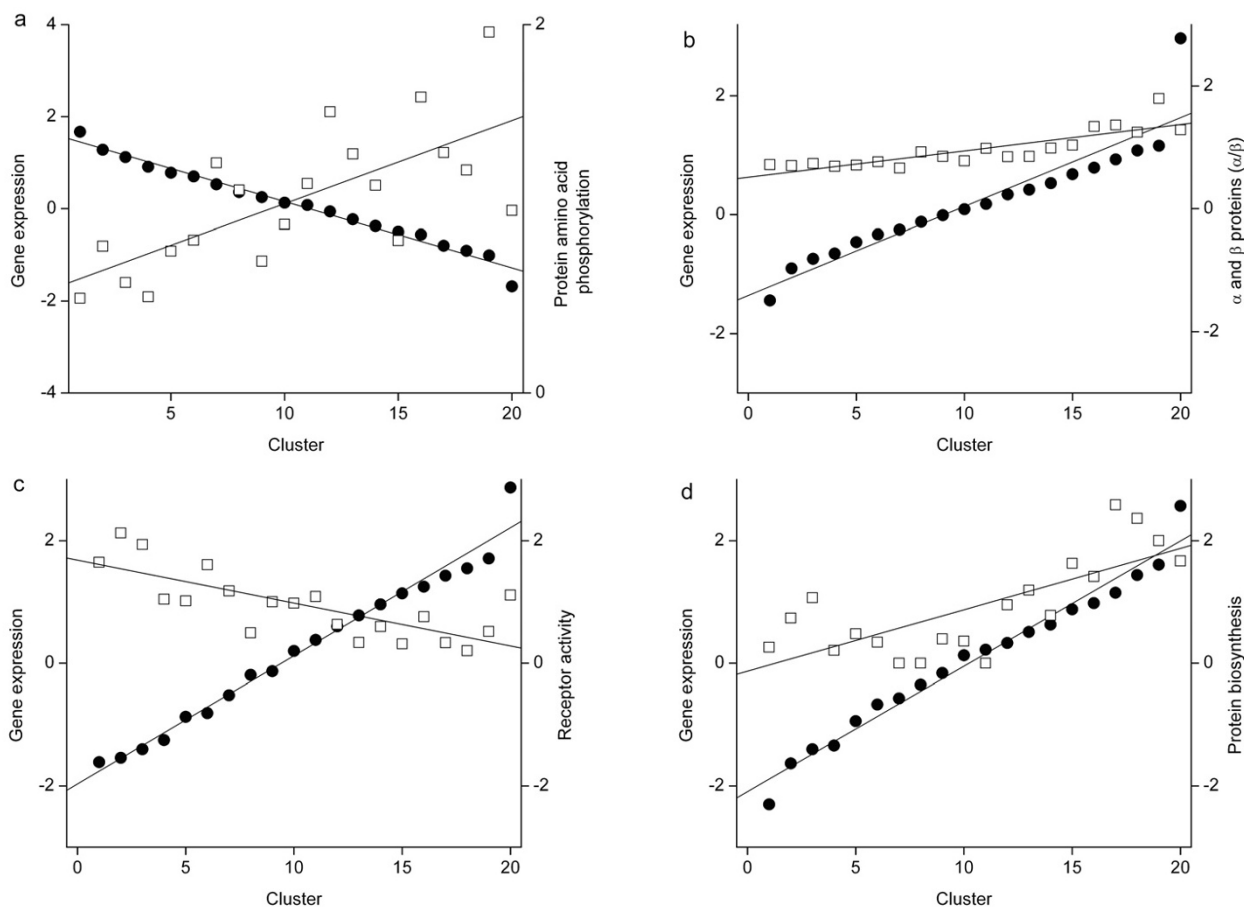 a
4
2
0
-2
-4
Gene expression
5
10
15
20
Cluster
2
0
Protein amino acid
phosphorylation
b
2
0
-2
Gene expression
0
5
10
15
20
Cluster
2
0
-2
α and β proteins (α/β)
c
2
0
-2
Gene expression
0
5
10
15
20
Cluster
2
0
-2
Receptor activity
d
2
0
-2
Gene expression
0
5
10
15
20
Cluster
2
0
-2
Protein biosynthesis